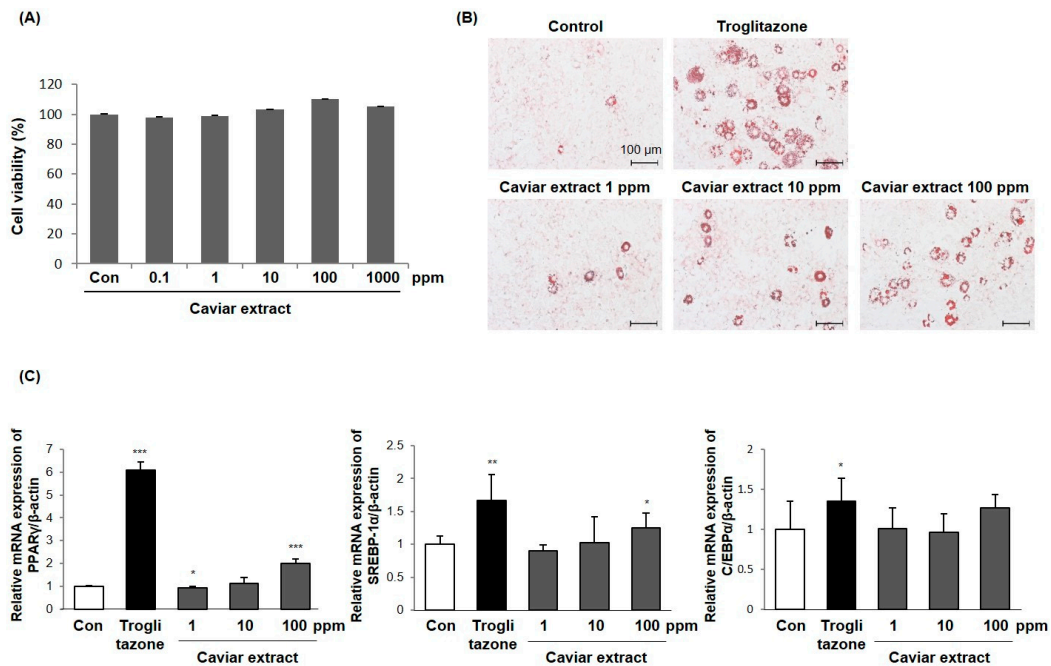 (A)
Cell viability (%)
120
100
80
60
40
20
0
Con 0.1 1 10 100 1000 ppm
Caviar extract
(B)
Control Troglitazone
100 µm
Caviar extract 1 ppm Caviar extract 10 ppm Caviar extract 100 ppm
(C)
Relative mRNA expression of
PPARγ/β-actin
7
6
5
4
3
2
1
0
***
*
***
Con Trogli 1 10 100 ppm
tazone
Caviar extract
Relative mRNA expression of
SREBP-1α/β-actin
2.5
2
1.5
1
0.5
0
**
*
Con Trogli 1 10 100 ppm
tazone
Caviar extract
Relative mRNA expression of
C/EBPα/β-actin
2
1.5
1
0.5
0
*
Con Trogli 1 10 100 ppm
tazone
Caviar extract